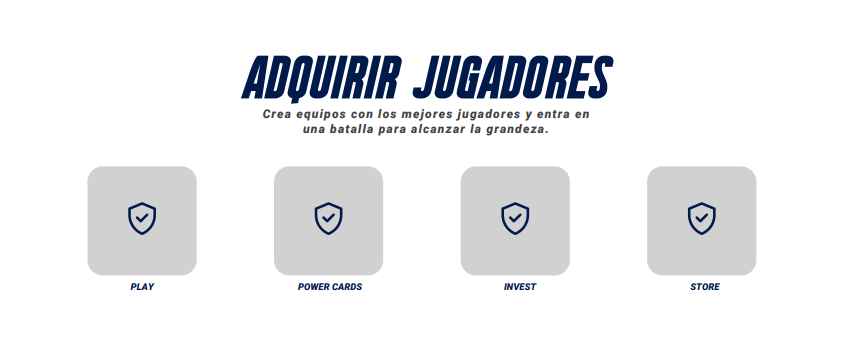 ADQUIRIR JUGADORES
Crea equipos con los mejores jugadores y entra en
una batalla para alcanzar la grandeza.
PLAY
POWER CARDS
INVEST
STORE